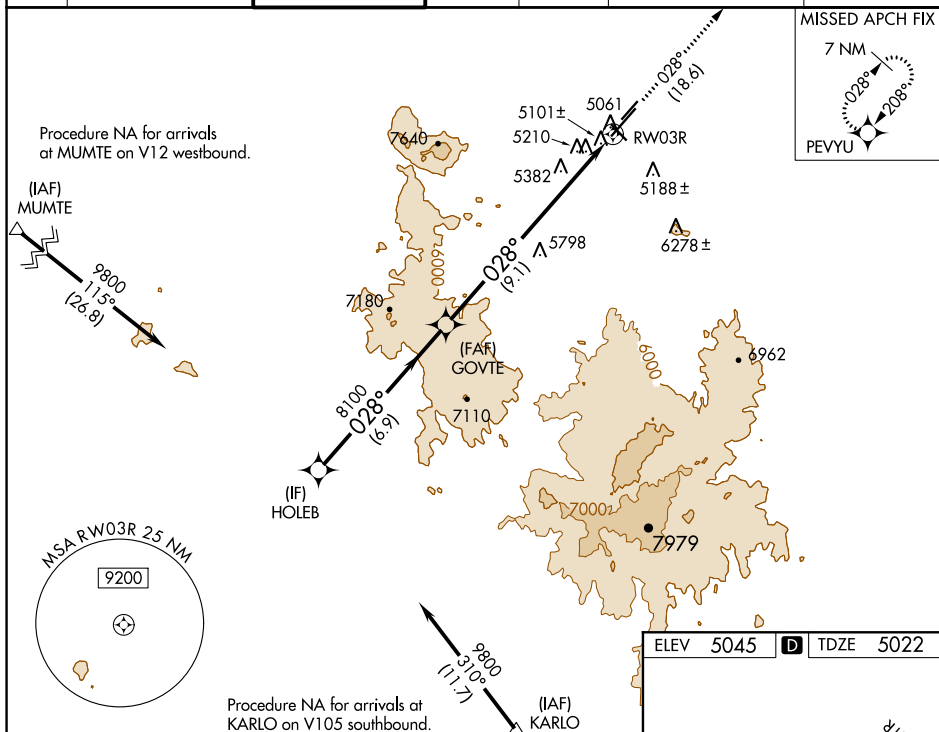 MISSED APCH FIX
7 NM
028°
208°
PEVYU
028°
(18.6)
5061
5101±
5210
RW03R
5382
5188±
6278±
5798
7640
6000
Procedure NA for arrivals
at MUMTE on V12 westbound.
(IAF)
MUMTE
9800
115°
(26.8)
028°
(9.1)
7180
(FAF)
GOVTE
7110
6000
6962
8100
028°
(6.9)
(IF)
HOLEB
7000
7979
MSA RW03R 25 NM
9200
9800
310°
(11.7)
(IAF)
KARLO
Procedure NA for arrivals at
KARLO on V105 southbound.
ELEV 5045 D TDZE 5022